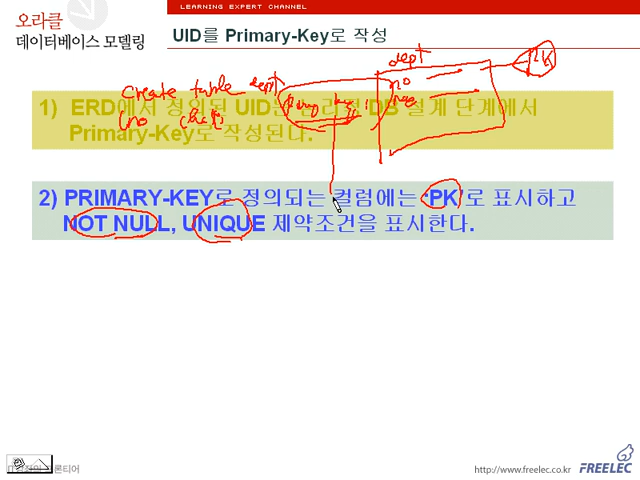 LEARNING EXPERT CHANNEL
오라클
데이터베이스 모델링
UID를 Primary-Key로 작성
dept
PK
create table dept
no
1) ERD에서 정의된 UID는 DB 설계 단계에서
Primary-Key로 작성된다.
2) PRIMARY-KEY로 정의되는 컬럼에는 'PK'로 표시하고
NOT NULL, UNIQUE 제약조건을 표시한다.
http://www.freelec.co.kr
FREELEC